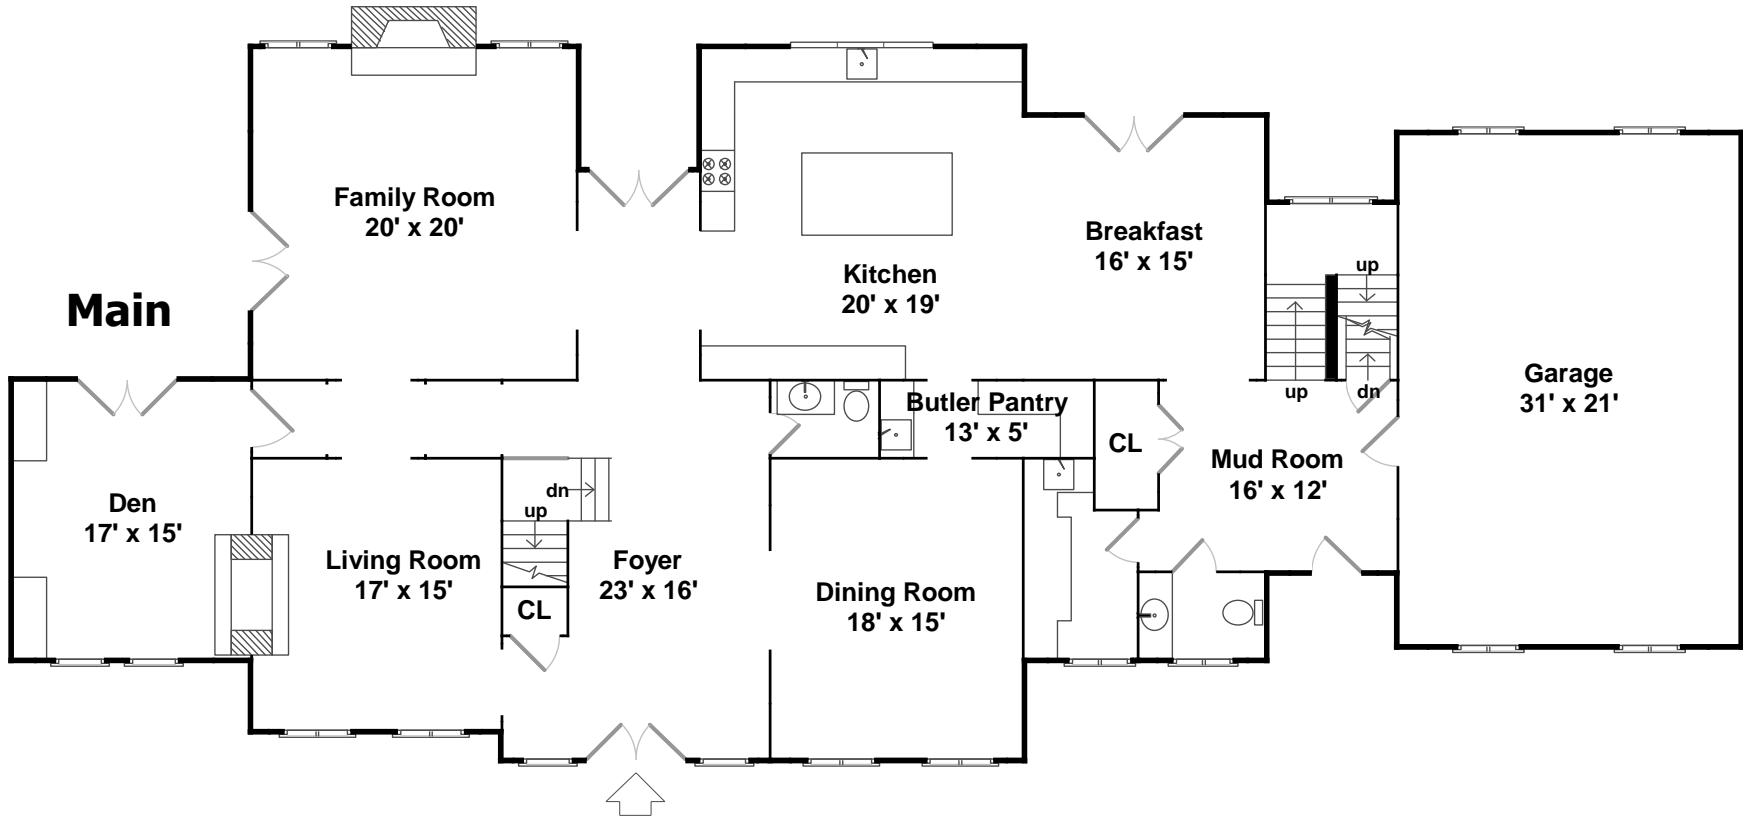 Family Room
20' x 20'
Breakfast
16' x 15'
Kitchen
20' x 19'
up
Main
Garage
31' x 21'
up
dn
Butler Pantry
13' x 5'
CL
Mud Room
16' x 12'
Den
17' x 15'
dn
up
Living Room
17' x 15'
Foyer
23' x 16'
Dining Room
18' x 15'
CL